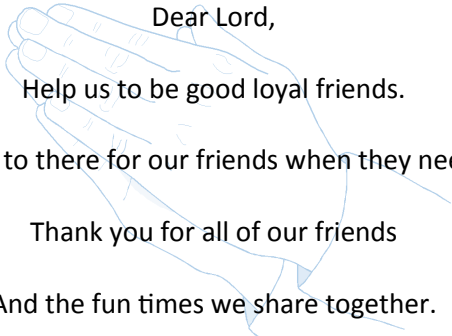 Dear Lord,
Help us to be good loyal friends.
to there for our friends when they
Thank you for all of our friends
And the fun times we share together.